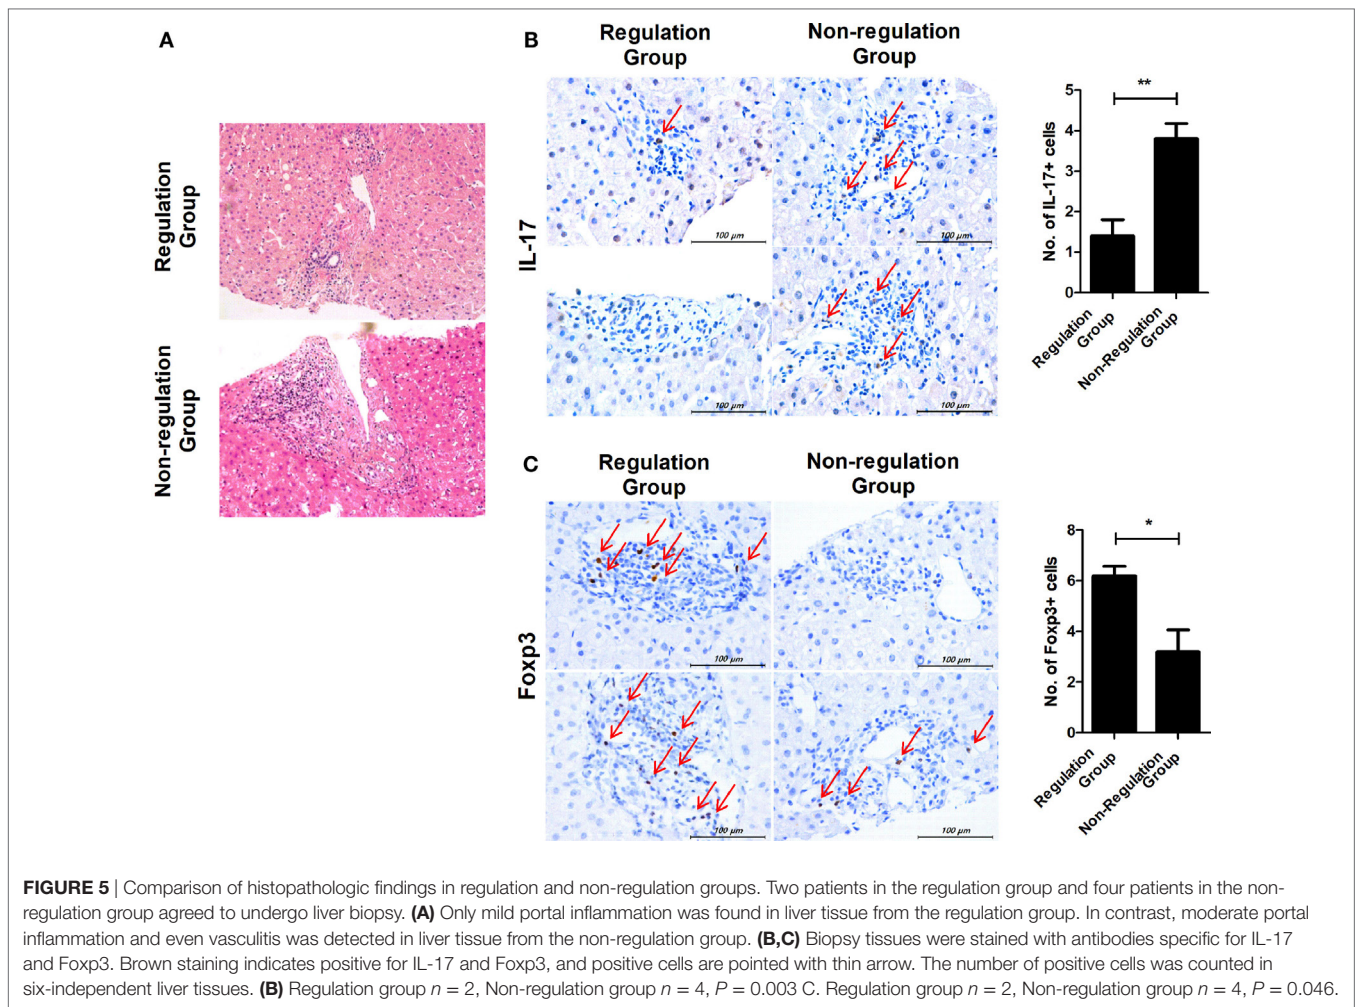 A
Regulation
Group
Non-regulation
Group
B
Regulation
Group
Non-regulation
Group
IL-17
100 μm
100 μm
100 μm
100 μm
No. of IL-17+ cells
5
4
3
2
1
0
**
Regulation
Group
Non-Regulation
Group
C
Regulation
Group
Non-regulation
Group
Foxp3
100 μm
100 μm
100 μm
100 μm
No. of Foxp3+ cells
8
6
4
2
0
*
Regulation
Group
Non-Regulation
Group
FIGURE 5 | Comparison of histopathologic findings in regulation and non-regulation groups. Two patients in the regulation group and four patients in the non-
regulation group agreed to undergo liver biopsy. (A) Only mild portal inflammation was found in liver tissue from the regulation group. In contrast, moderate portal
inflammation and even vasculitis was detected in liver tissue from the non-regulation group. (B,C) Biopsy tissues were stained with antibodies specific for IL-17
and Foxp3. Brown staining indicates positive for IL-17 and Foxp3, and positive cells are pointed with thin arrow. The number of positive cells was counted in
six-independent liver tissues. (B) Regulation group n = 2, Non-regulation group n = 4, P = 0.003 C. Regulation group n = 2, Non-regulation group n = 4, P = 0.046.